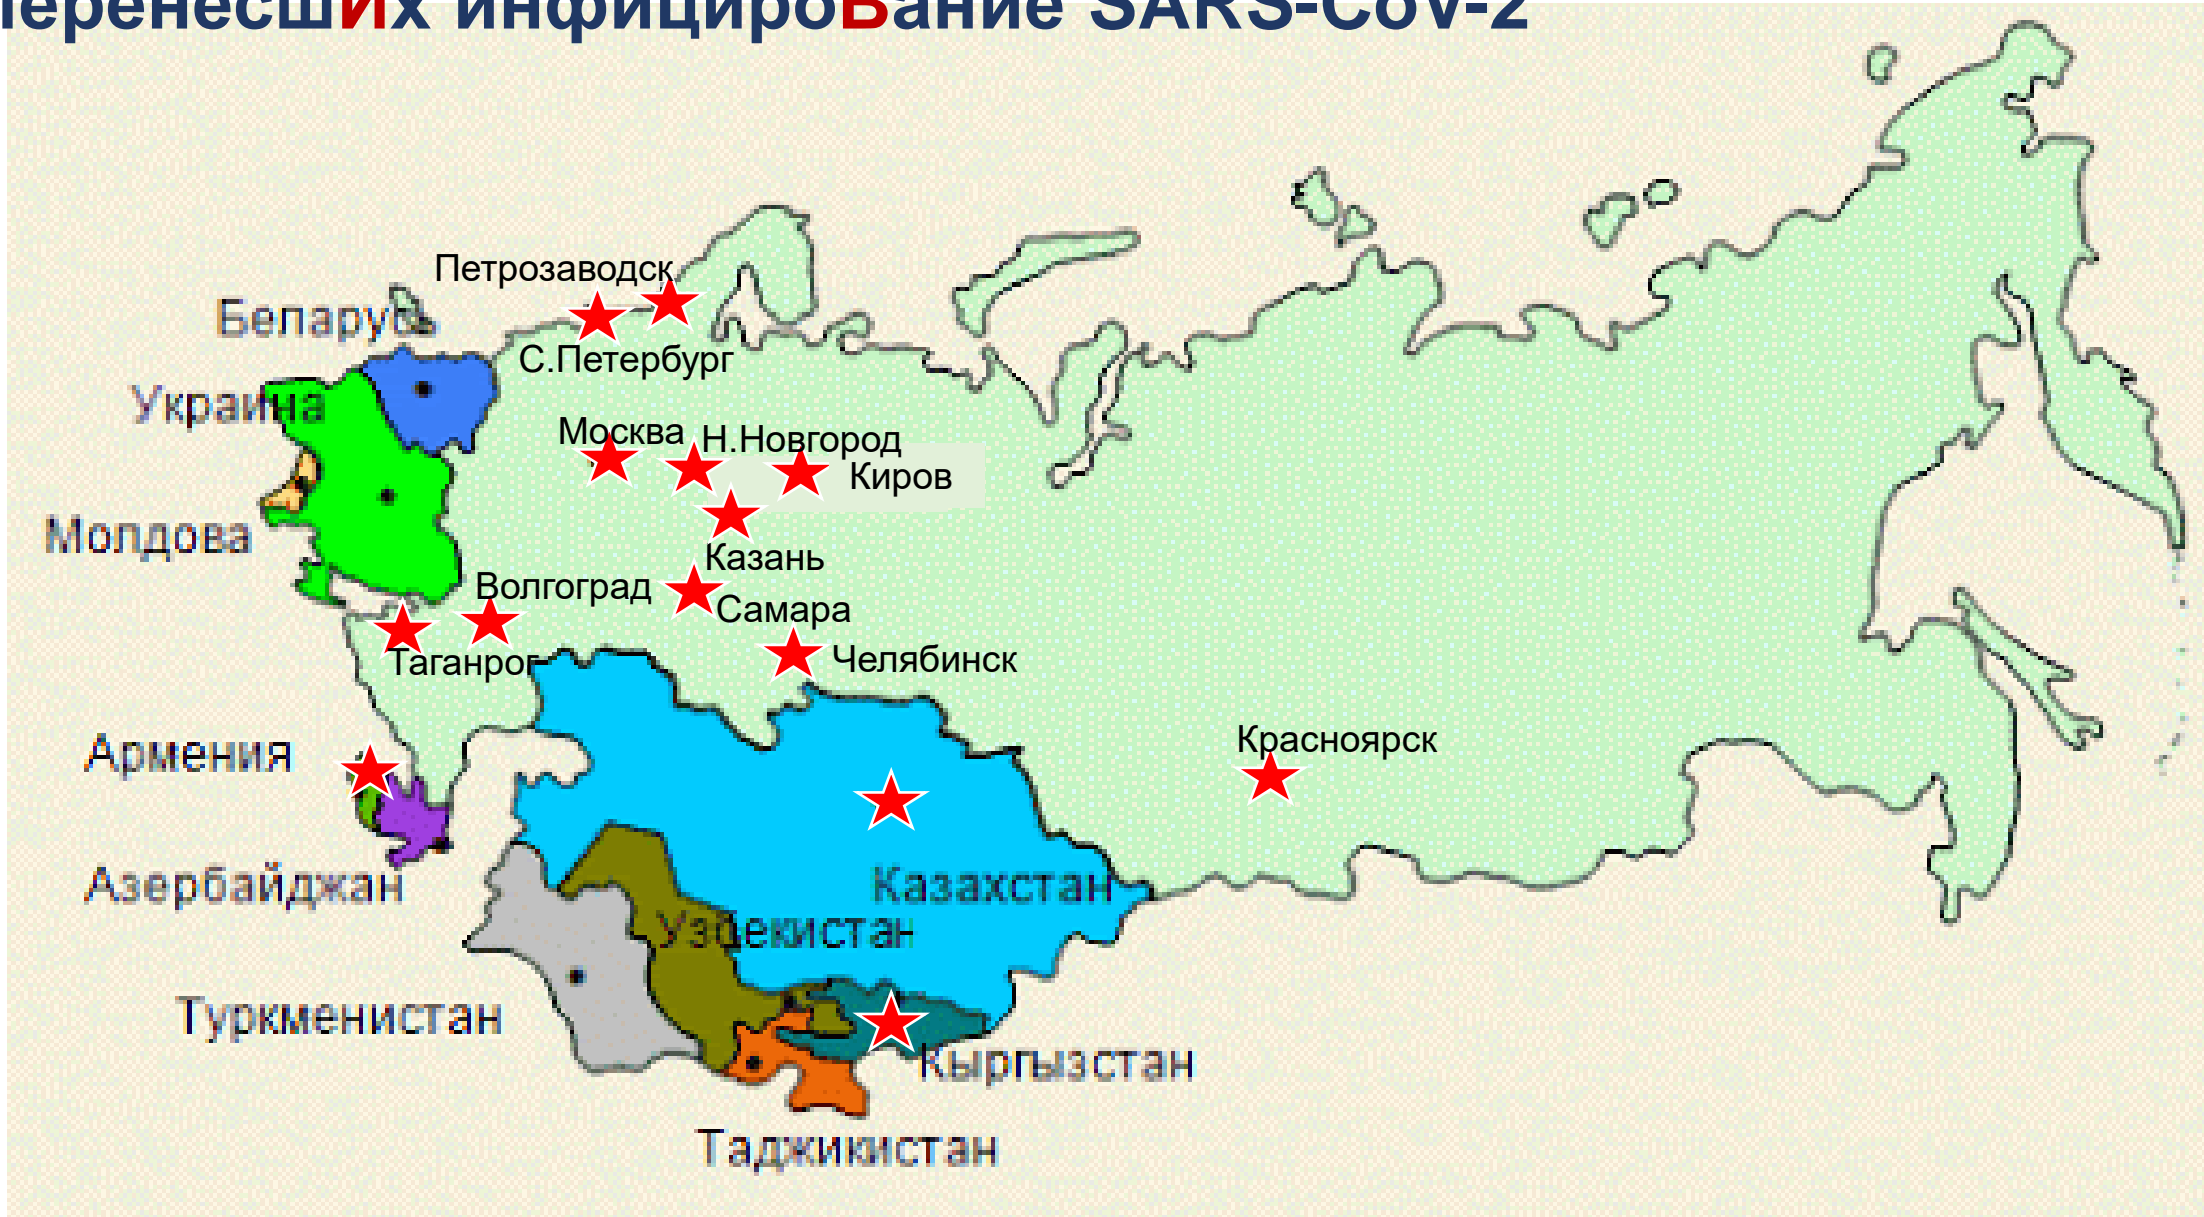 перенесшИх инфицироВание SARS-CoV-2
Петрозаводск
Беларусь
С.Петербург
Украина
Москва
Н.Новгород
Киров
Молдова
Казань
Волгоград
Самара
Таганрог
Челябинск
Армения
Красноярск
Азербайджан
Казахстан
Узбекистан
Туркменистан
Кыргызстан
Таджикистан